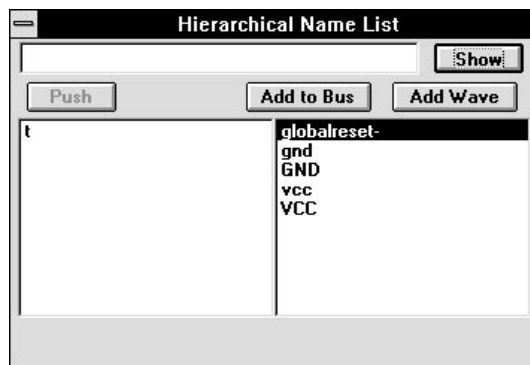 Hierarchical Name List
Show
Push
Add to Bus
Add Wave
t
globalreset-
gnd
GND
vcc
VCC